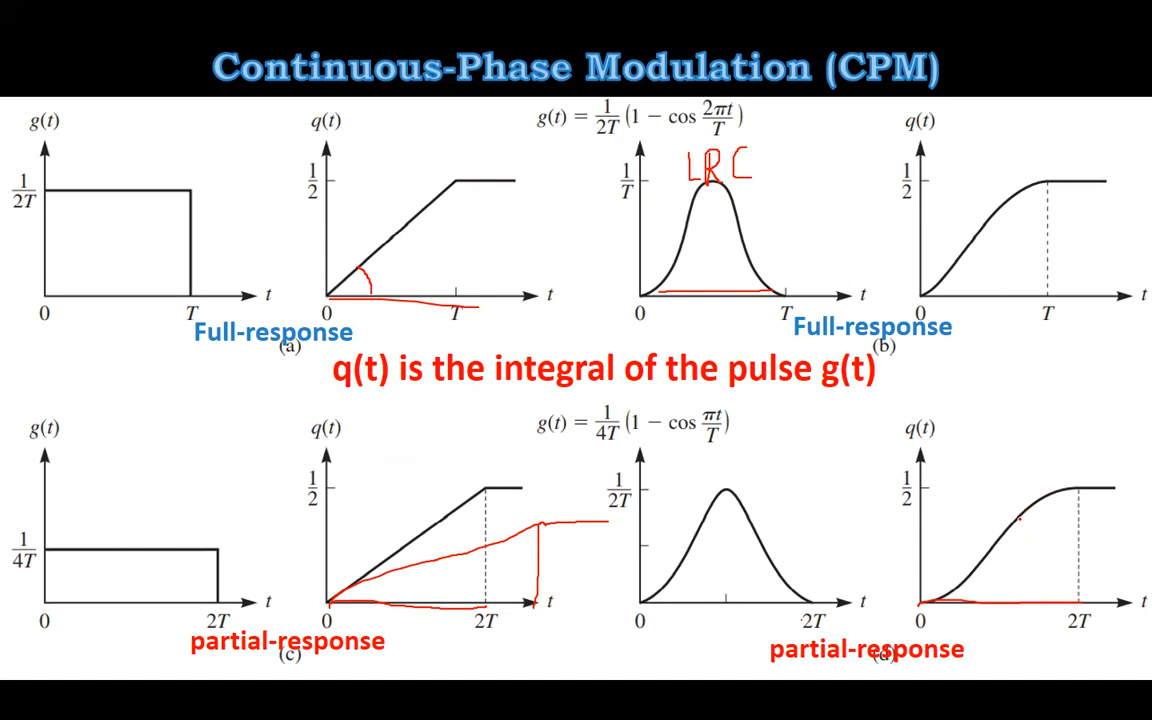 Continuous-Phase Modulation (CPM)
g(t)
1/2T
0
T
t
Full-response
(a)
q(t)
1/2
0
T
t
g(t) = 1/2T (1 − cos 2πt/T)
1/T
LRC
0
T
t
Full-response
(b)
q(t)
1/2
0
T
t
q(t) is the integral of the pulse g(t)
g(t)
1/4T
0
2T
t
partial-response
(c)
q(t)
1/2
0
2T
t
g(t) = 1/4T (1 − cos πt/T)
1/2T
0
2T
t
partial-response
(d)
q(t)
1/2
0
2T
t